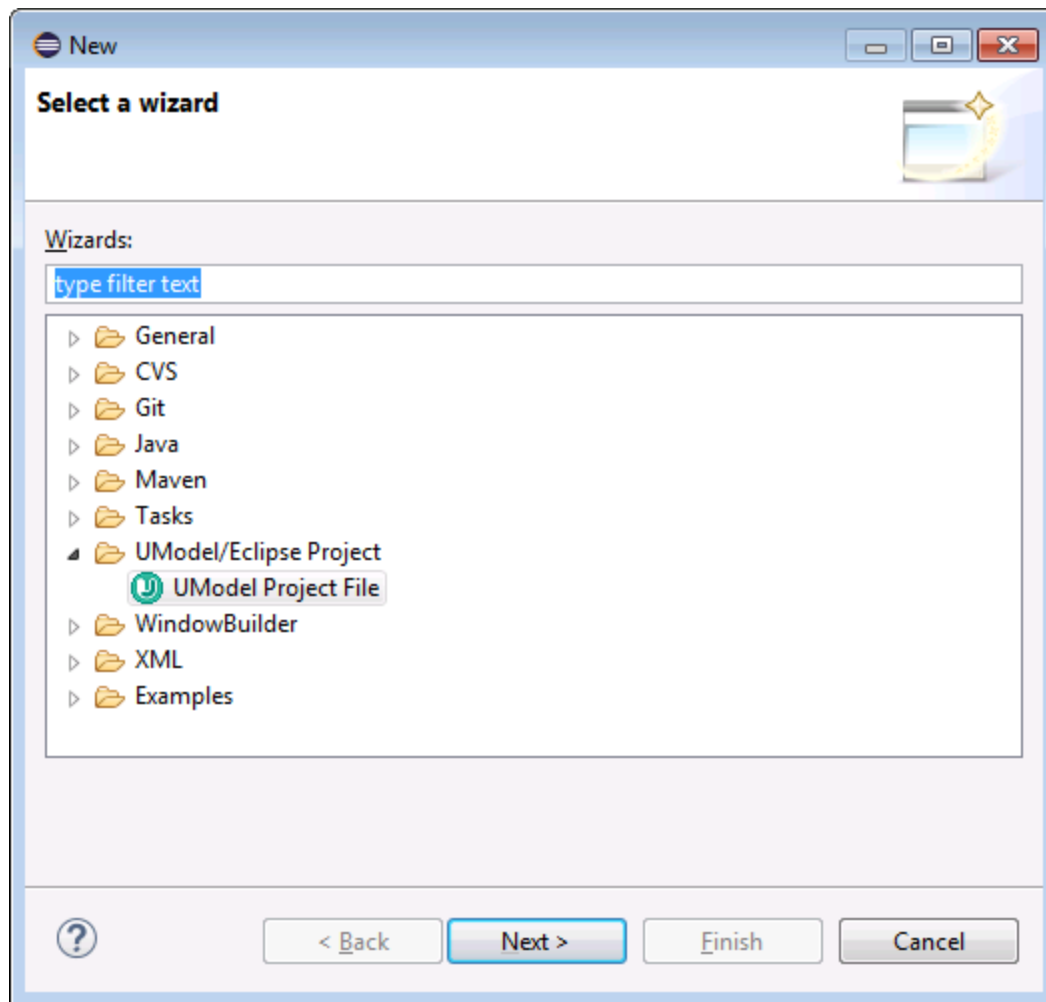 New
Select a wizard
Wizards:
type filter text
General
CVS
Git
Java
Maven
Tasks
UModel/Eclipse Project
UModel Project File
WindowBuilder
XML
Examples
? < Back Next > Finish Cancel